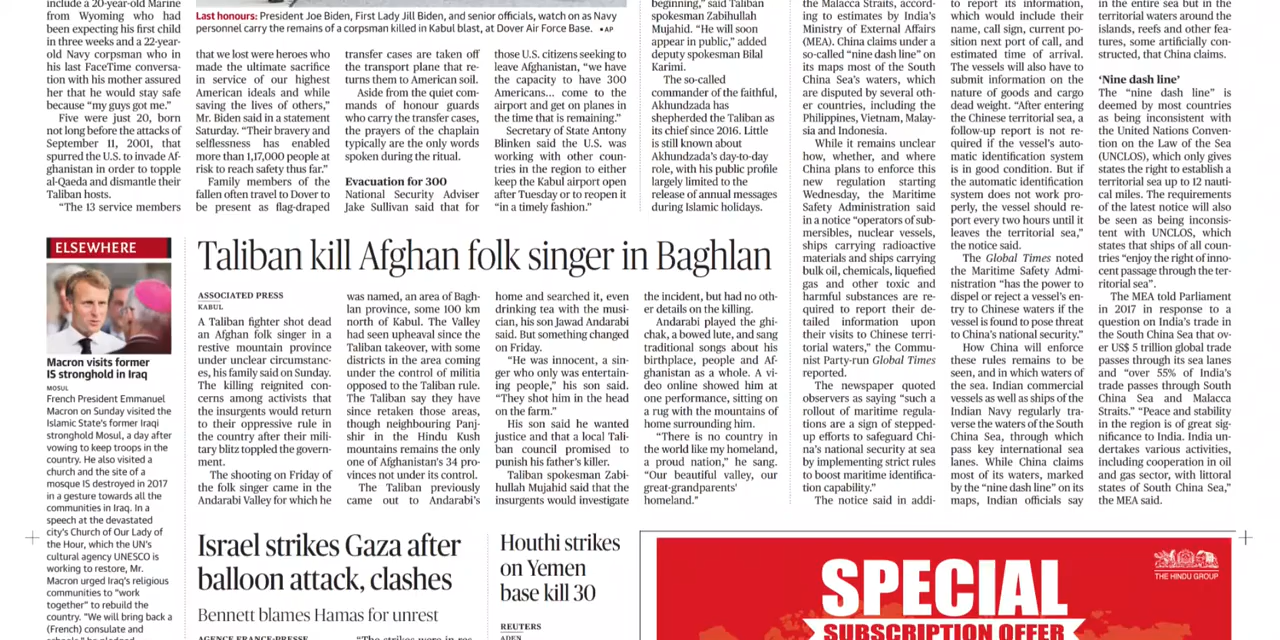 include a 20-year-old Marine
from Wyoming who had
been expecting his first child
in three weeks and a 22-year-
old Navy corpsman who in
his last FaceTime conversa-
tion with his mother assured
her that he would stay safe
because “my guys got me.”
Five were just 20, born
not long before the attacks of
September 11, 2001, that
spurred the U.S. to invade Af-
ghanistan in order to topple
al-Qaeda and dismantle their
Taliban hosts.
“The 13 service members
Last honours: President Joe Biden, First Lady Jill Biden, and senior officials, watch on as Navy
personnel carry the remains of a corpsman killed in Kabul blast, at Dover Air Force Base. •AP
that we lost were heroes who
made the ultimate sacrifice
in service of our highest
American ideals and while
saving the lives of others,”
Mr. Biden said in a statement
Saturday. “Their bravery and
selflessness has enabled
more than 1,17,000 people at
risk to reach safety thus far.”
Family members of the
fallen often travel to Dover to
be present as flag-draped
transfer cases are taken off
the transport plane that re-
turns them to American soil.
Aside from the quiet com-
mands of honour guards
who carry the transfer cases,
the prayers of the chaplain
typically are the only words
spoken during the ritual.
Evacuation for 300
National Security Adviser
Jake Sullivan said that for
those U.S. citizens seeking to
leave Afghanistan, “we have
the capacity to have 300
Americans... come to the
airport and get on planes in
the time that is remaining.”
Secretary of State Antony
Blinken said the U.S. was
working with other coun-
tries in the region to either
keep the Kabul airport open
after Tuesday or to reopen it
“in a timely fashion.”
beginning,” said Taliban
spokesman Zabihullah
Mujahid. “He will soon
appear in public,” added
deputy spokesman Bilal
Karimi.
The so-called
commander of the faithful,
Akhundzada has
shepherded the Taliban as
its chief since 2016. Little
is still known about
Akhundzada’s day-to-day
role, with his public profile
largely limited to the
release of annual messages
during Islamic holidays.
the Malacca Straits, accord-
ing to estimates by India’s
Ministry of External Affairs
(MEA). China claims under a
so-called “nine dash line” on
its maps most of the South
China Sea’s waters, which
are disputed by several oth-
er countries, including the
Philippines, Vietnam, Malay-
sia and Indonesia.
While it remains unclear
how, whether, and where
China plans to enforce this
new regulation starting
Wednesday, the Maritime
Safety Administration said
in a notice “operators of sub-
mersibles, nuclear vessels,
ships carrying radioactive
materials and ships carrying
bulk oil, chemicals, liquefied
gas and other toxic and
harmful substances are re-
quired to report their de-
tailed information upon
their visits to Chinese terri-
torial waters,” the Commu-
nist Party-run Global Times
reported.
The newspaper quoted
observers as saying “such a
rollout of maritime regula-
tions are a sign of stepped-
up efforts to safeguard Chi-
na’s national security at sea
by implementing strict rules
to boost maritime identifica-
tion capability.”
The notice said in addi-
to report its information,
which would include their
name, call sign, current po-
sition next port of call, and
estimated time of arrival.
The vessels will also have to
submit information on the
nature of goods and cargo
dead weight. “After entering
the Chinese territorial sea, a
follow-up report is not re-
quired if the vessel’s auto-
matic identification system
is in good condition. But if
the automatic identification
system does not work pro-
perly, the vessel should re-
port every two hours until it
leaves the territorial sea,”
the notice said.
The Global Times noted
the Maritime Safety Admi-
nistration “has the power to
dispel or reject a vessel’s en-
try to Chinese waters if the
vessel is found to pose threat
to China’s national security.”
How China will enforce
these rules remains to be
seen, and in which waters of
the sea. Indian commercial
vessels as well as ships of the
Indian Navy regularly tra-
verse the waters of the South
China Sea, through which
pass key international sea
lanes. While China claims
most of its waters, marked
by the “nine dash line” on its
maps, Indian officials say
in the entire sea but in the
territorial waters around the
islands, reefs and other fea-
tures, some artificially con-
structed, that China claims.
‘Nine dash line’
The “nine dash line” is
deemed by most countries
as being inconsistent with
the United Nations Conven-
tion on the Law of the Sea
(UNCLOS), which only gives
states the right to establish a
territorial sea up to 12 nauti-
cal miles. The requirements
of the latest notice will also
be seen as being inconsis-
tent with UNCLOS, which
states that ships of all coun-
tries “enjoy the right of inno-
cent passage through the ter-
ritorial sea”.
The MEA told Parliament
in 2017 in response to a
question on India’s trade in
the South China Sea that ov-
er US$ 5 trillion global trade
passes through its sea lanes
and “over 55% of India’s
trade passes through South
China Sea and Malacca
Straits.” “Peace and stability
in the region is of great sig-
nificance to India. India un-
dertakes various activities,
including cooperation in oil
and gas sector, with littoral
states of South China Sea,”
the MEA said.
ELSEWHERE
Macron visits former
IS stronghold in Iraq
MOSUL
French President Emmanuel
Macron on Sunday visited the
Islamic State’s former Iraqi
stronghold Mosul, a day after
vowing to keep troops in the
country. He also visited a
church and the site of a
mosque IS destroyed in 2017
in a gesture towards all the
communities in Iraq. In a
speech at the devastated
city’s Church of Our Lady of
the Hour, which the UN’s
cultural agency UNESCO is
working to restore, Mr.
Macron urged Iraq’s religious
communities to “work
together” to rebuild the
country. “We will bring back a
(French) consulate and
Taliban kill Afghan folk singer in Baghlan
ASSOCIATED PRESS
KABUL
A Taliban fighter shot dead
an Afghan folk singer in a
restive mountain province
under unclear circumstanc-
es, his family said on Sunday.
The killing reignited con-
cerns among activists that
the insurgents would return
to their oppressive rule in
the country after their mili-
tary blitz toppled the govern-
ment.
The shooting on Friday of
the folk singer came in the
Andarabi Valley for which he
was named, an area of Bagh-
lan province, some 100 km
north of Kabul. The Valley
had seen upheaval since the
Taliban takeover, with some
districts in the area coming
under the control of militia
opposed to the Taliban rule.
The Taliban say they have
since retaken those areas,
though neighbouring Panj-
shir in the Hindu Kush
mountains remains the only
one of Afghanistan’s 34 pro-
vinces not under its control.
The Taliban previously
came out to Andarabi’s
home and searched it, even
drinking tea with the musi-
cian, his son Jawad Andarabi
said. But something changed
on Friday.
“He was innocent, a sin-
ger who only was entertain-
ing people,” his son said.
“They shot him in the head
on the farm.”
His son said he wanted
justice and that a local Tali-
ban council promised to
punish his father’s killer.
Taliban spokesman Zabi-
hullah Mujahid said that the
insurgents would investigate
the incident, but had no oth-
er details on the killing.
Andarabi played the ghi-
chak, a bowed lute, and sang
traditional songs about his
birthplace, people and Af-
ghanistan as a whole. A vi-
deo online showed him at
one performance, sitting on
a rug with the mountains of
home surrounding him.
“There is no country in
the world like my homeland,
a proud nation,” he sang.
“Our beautiful valley, our
great-grandparents’
homeland.”
Israel strikes Gaza after
balloon attack, clashes
Bennett blames Hamas for unrest
AGENCE FRANCE-PRESSE
“The strikes were in res-
Houthi strikes
on Yemen
base kill 30
REUTERS
ADEN
THE HINDU GROUP
SPECIAL
SUBSCRIPTION OFFER